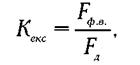 K_екс = F_ф.в. / F_д ,